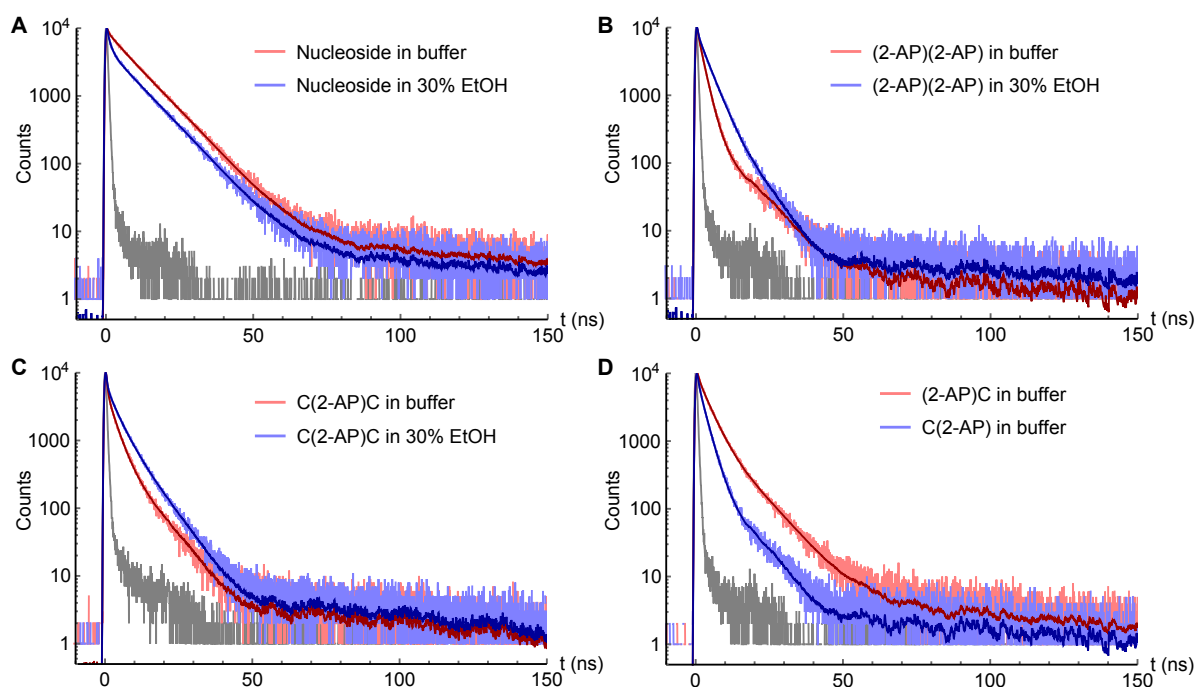 A
10^4
1000
100
10
1
Counts
Nucleoside in buffer
Nucleoside in 30% EtOH
0
50
100
150
t (ns)
B
10^4
1000
100
10
1
Counts
(2-AP)(2-AP) in buffer
(2-AP)(2-AP) in 30% EtOH
0
50
100
150
t (ns)
C
10^4
1000
100
10
1
Counts
C(2-AP)C in buffer
C(2-AP)C in 30% EtOH
0
50
100
150
t (ns)
D
10^4
1000
100
10
1
Counts
(2-AP)C in buffer
C(2-AP) in buffer
0
50
100
150
t (ns)